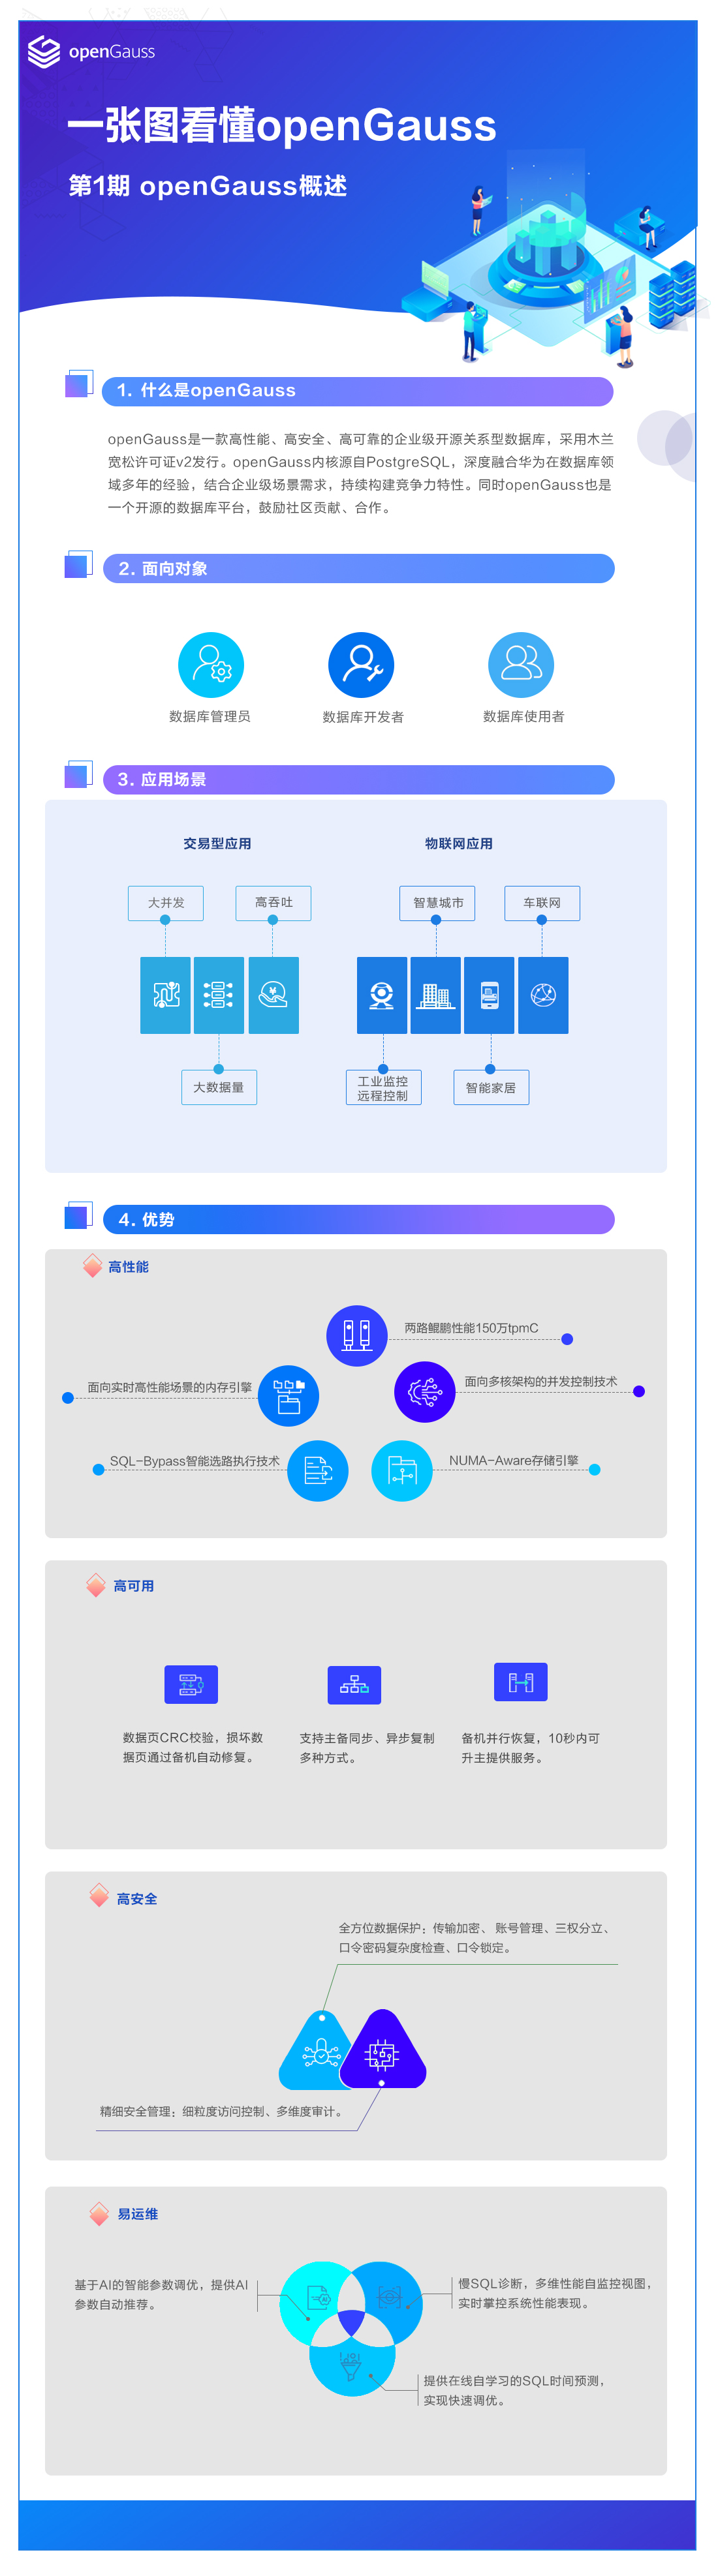 openGauss
一张图看懂openGauss
第1期 openGauss概述
1. 什么是openGauss
openGauss是一款高性能、高安全、高可靠的企业级开源关系型数据库，采用木兰
宽松许可证v2发行。openGauss内核源自PostgreSQL，深度融合华为在数据库领
域多年的经验，结合企业级场景需求，持续构建竞争力特性。同时openGauss也是
一个开源的数据库平台，鼓励社区贡献、合作。
2. 面向对象
数据库管理员
数据库开发者
数据库使用者
3. 应用场景
交易型应用
物联网应用
大并发
高吞吐
智慧城市
车联网
¥
大数据量
工业监控
远程控制
智能家居
4. 优势
高性能
两路鲲鹏性能150万tpmC
面向实时高性能场景的内存引擎
面向多核架构的并发控制技术
SQL-Bypass智能选路执行技术
NUMA-Aware存储引擎
高可用
数据页CRC校验，损坏数
据页通过备机自动修复。
支持主备同步、异步复制
多种方式。
备机并行恢复，10秒内可
升主提供服务。
高安全
全方位数据保护：传输加密、 账号管理、三权分立、
口令密码复杂度检查、口令锁定。
精细安全管理：细粒度访问控制、多维度审计。
易运维
基于AI的智能参数调优，提供AI
参数自动推荐。
AI
慢SQL诊断，多维性能自监控视图，
实时掌控系统性能表现。
提供在线自学习的SQL时间预测，
实现快速调优。